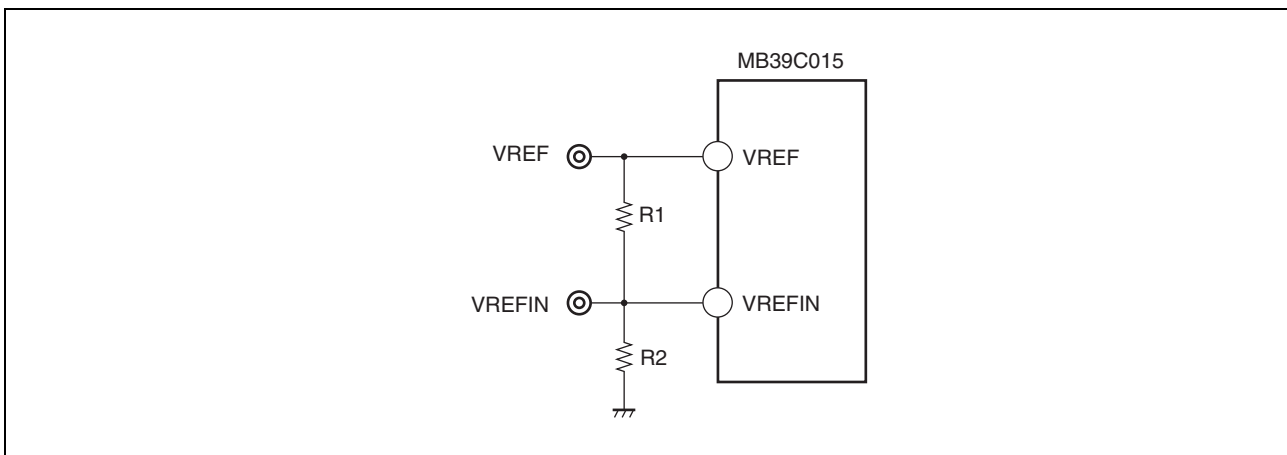 MB39C015
VREF
VREF
R1
VREFIN
VREFIN
R2